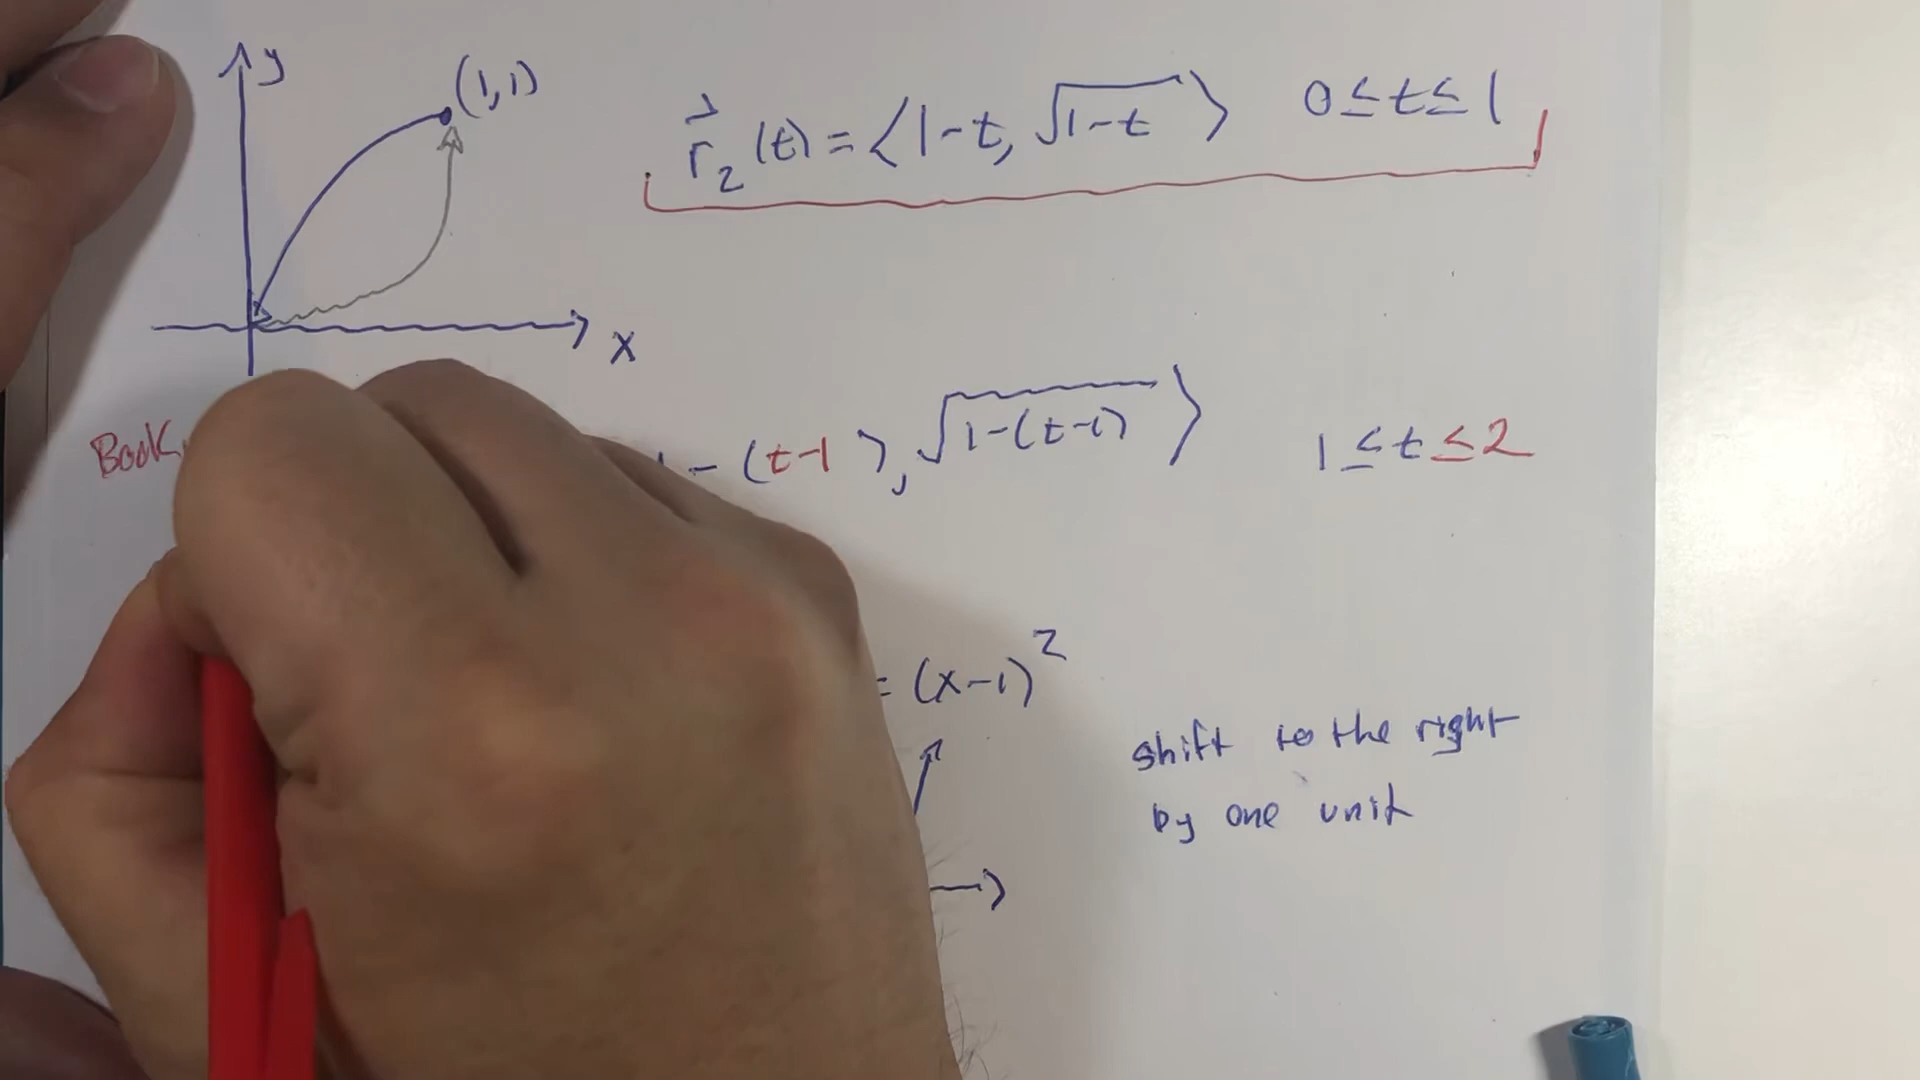 y
(1,1)
x
r⃗₂(t) = ⟨1-t, √(1-t)⟩ 0≤t≤1
Book
- (t-1), √(1-(t-1))⟩ 1≤t≤2
= (x-1)²
shift to the right
by one unit